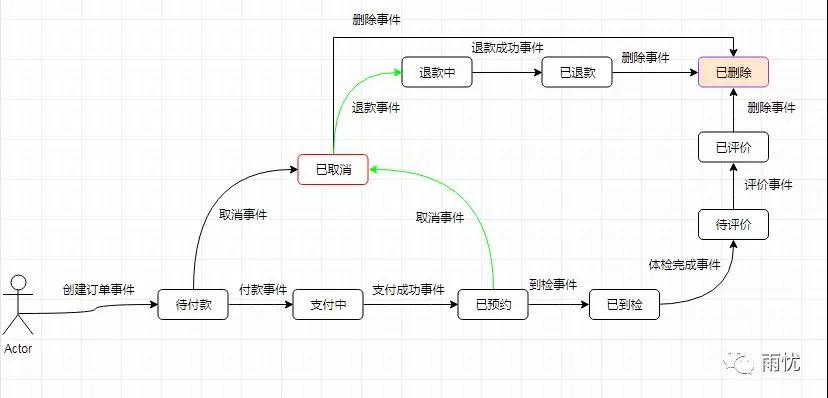 删除事件
退款成功事件
退款中
已退款
删除事件
已删除
退款事件
删除事件
已评价
已取消
评价事件
取消事件
取消事件
待评价
体检完成事件
创建订单事件
待付款
付款事件
支付中
支付成功事件
已预约
到检事件
已到检
Actor
雨忧